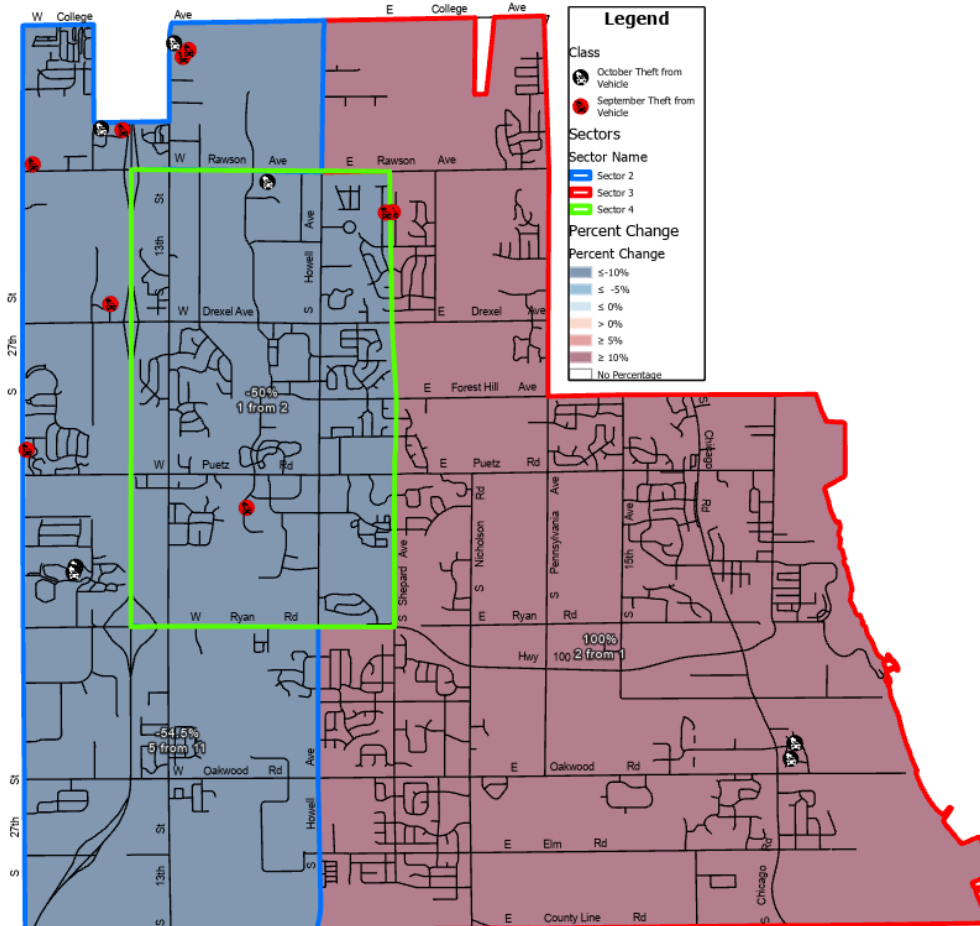 W College Ave
E College Ave
Legend
Class
October Theft from
Vehicle
September Theft from
Vehicle
Sectors
Sector Name
Sector 2
Sector 3
Sector 4
Percent Change
Percent Change
≤-10%
≤ -5%
≤ 0%
> 0%
≥ 5%
≥ 10%
No Percentage
W Rawson Ave
E Rawson Ave
13th St
S Howell Ave
S 27th St
W Drexel Ave
E Drexel Ave
E Forest Hill Ave
-50%
1 from 2
W Puetz Rd
E Puetz Rd
S Chicago Rd
S Shepard Ave
S Nicholson Rd
S Pennsylvania Ave
S 15th Ave
W Ryan Rd
E Ryan Rd
Hwy 100
100%
2 from 1
-54.5%
5 from 11
W Oakwood Rd
E Oakwood Rd
S 27th St
S 13th St
S Howell Ave
E Elm Rd
S Chicago Rd
E County Line Rd